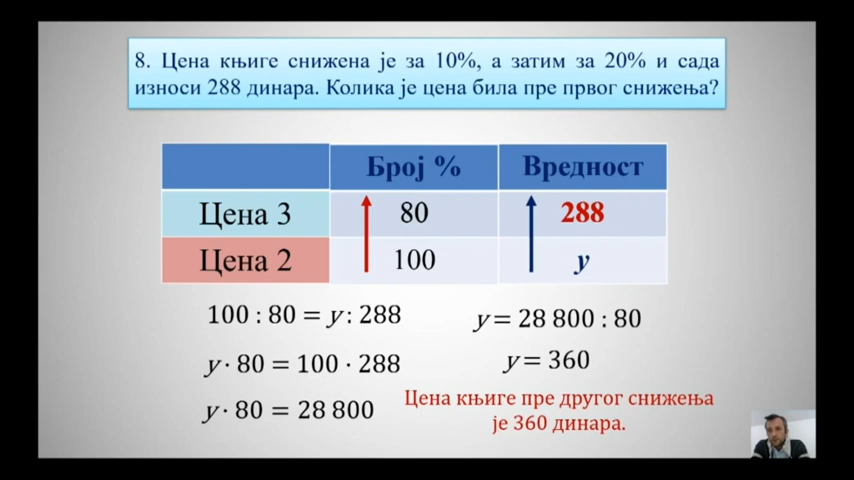 8. Цена књиге снижена је за 10%, а затим за 20% и сада
износи 288 динара. Колика је цена била пре првог снижења?
Број % Вредност
Цена 3 80 288
Цена 2 100 y
100 : 80 = y : 288
y · 80 = 100 · 288
y · 80 = 28 800
y = 28 800 : 80
y = 360
Цена књиге пре другог снижења
је 360 динара.